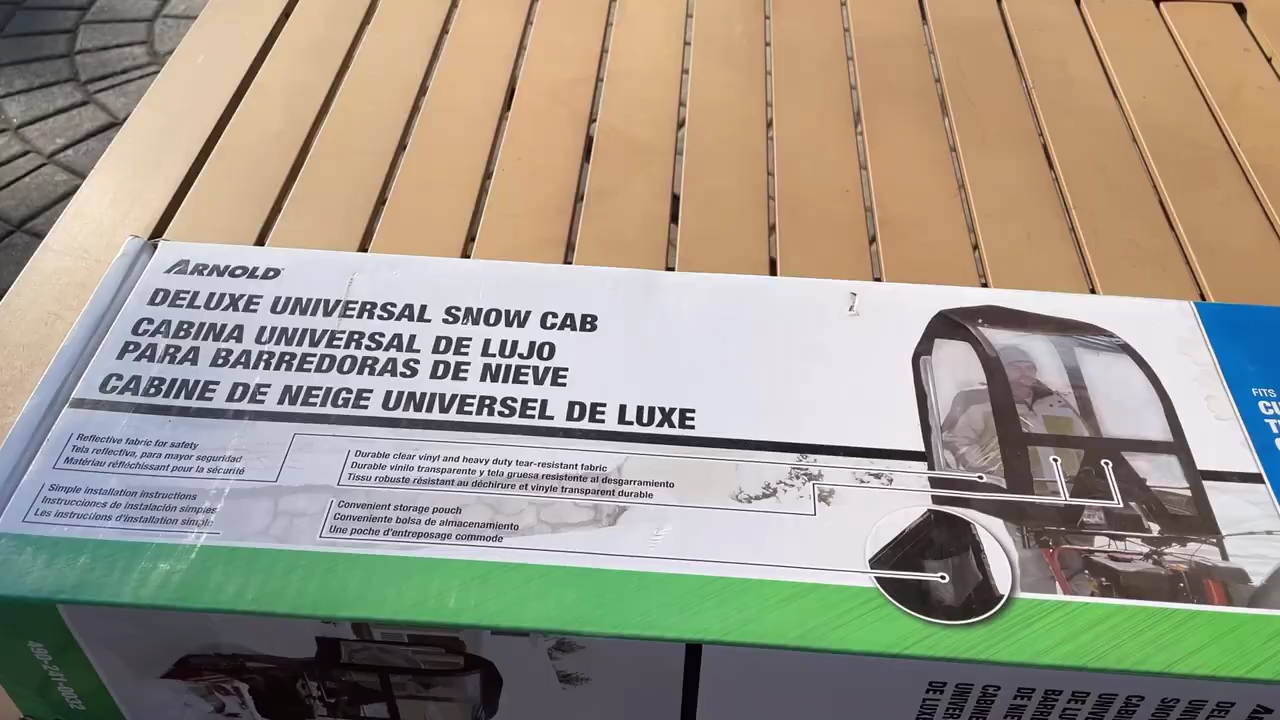 ARNOLD
DELUXE UNIVERSAL SNOW CAB
CABINA UNIVERSAL DE LUJO
PARA BARREDORAS DE NIEVE
CABINE DE NEIGE UNIVERSEL DE LUXE
Reflective fabric for safety
Tela reflectiva, para mayor seguridad
Matériau réfléchissant pour la sécurité
Durable clear vinyl and heavy duty tear-resistant fabric
Durable vinilo transparente y tela gruesa resistente al desgarramiento
Tissu robuste résistant au déchirure et vinyle transparent durable
Simple installation instructions
Instrucciones de instalación simples
Les instructions d'installation simple
Convenient storage pouch
Conveniente bolsa de almacenamiento
Une poche d'entreposage commode
FITS
490-241-0032